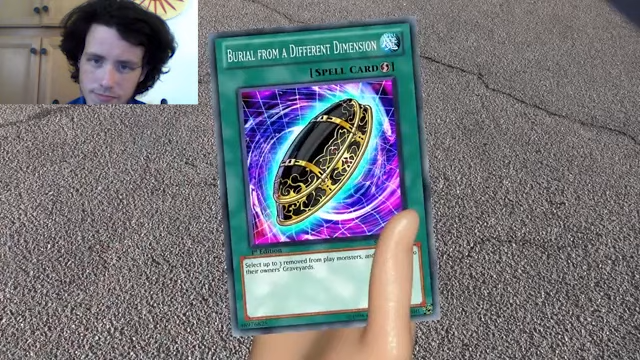 BURIAL FROM A DIFFERENT DIMENSION
[SPELL CARD
1st Edition
Select up to 3 removed from play monsters, and
their owners' Graveyards.